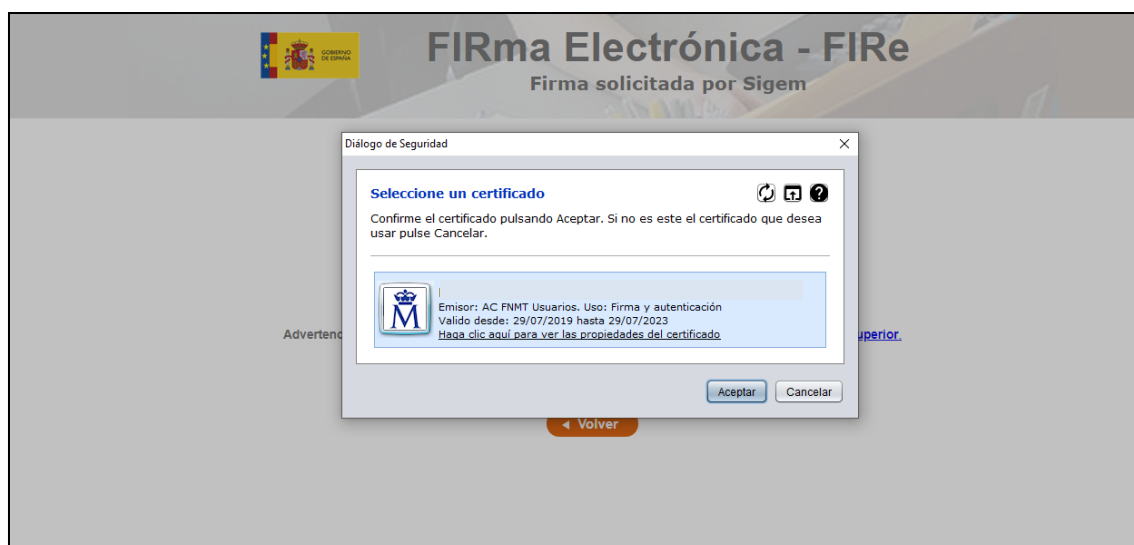 GOBIERNO
DE ESPAÑA
FIRma Electrónica - FIRe
Firma solicitada por Sigem
Diálogo de Seguridad
Seleccione un certificado
Confirme el certificado pulsando Aceptar. Si no es este el certificado que desea
usar pulse Cancelar.
Emisor: AC FNMT Usuarios. Uso: Firma y autenticación
Valido desde: 29/07/2019 hasta 29/07/2023
Haga clic aquí para ver las propiedades del certificado
Aceptar Cancelar
Volver